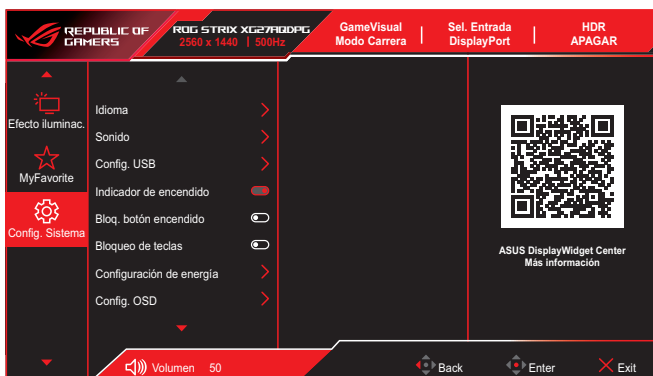 REPUBLIC OF
GAMERS
ROG STRIX XG27AQDPG
2560 x 1440 | 500Hz
GameVisual
Modo Carrera
Sel. Entrada
DisplayPort
HDR
APAGAR
Efecto iluminac.
MyFavorite
Config. Sistema
Idioma
Sonido
Config. USB
Indicador de encendido
Bloq. botón encendido
Bloqueo de teclas
Configuración de energía
Config. OSD
ASUS DisplayWidget Center
Más información
Volumen 50
Back
Enter
Exit